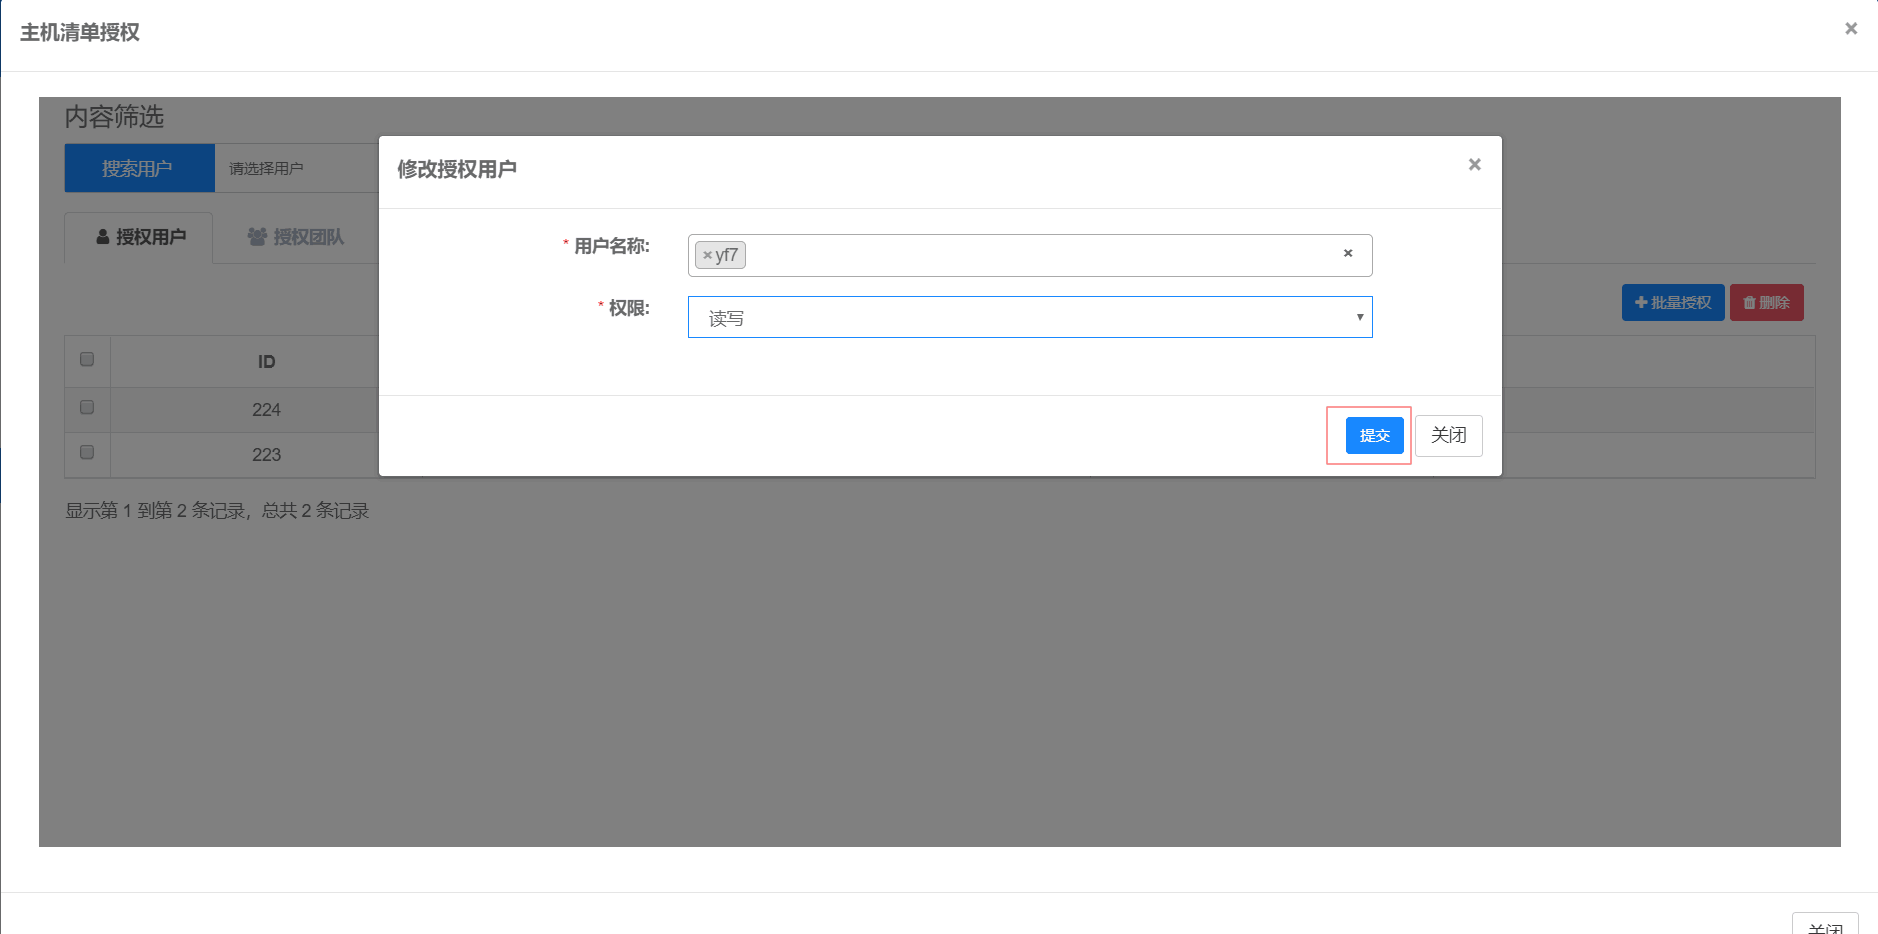 主机清单授权
×
内容筛选
搜索用户 请选择用户
授权用户 授权团队
修改授权用户 ×
* 用户名称: ×yf7 ×
* 权限: 读写
提交 关闭
批量授权 删除
ID
224
223
显示第 1 到第 2 条记录，总共 2 条记录
关闭